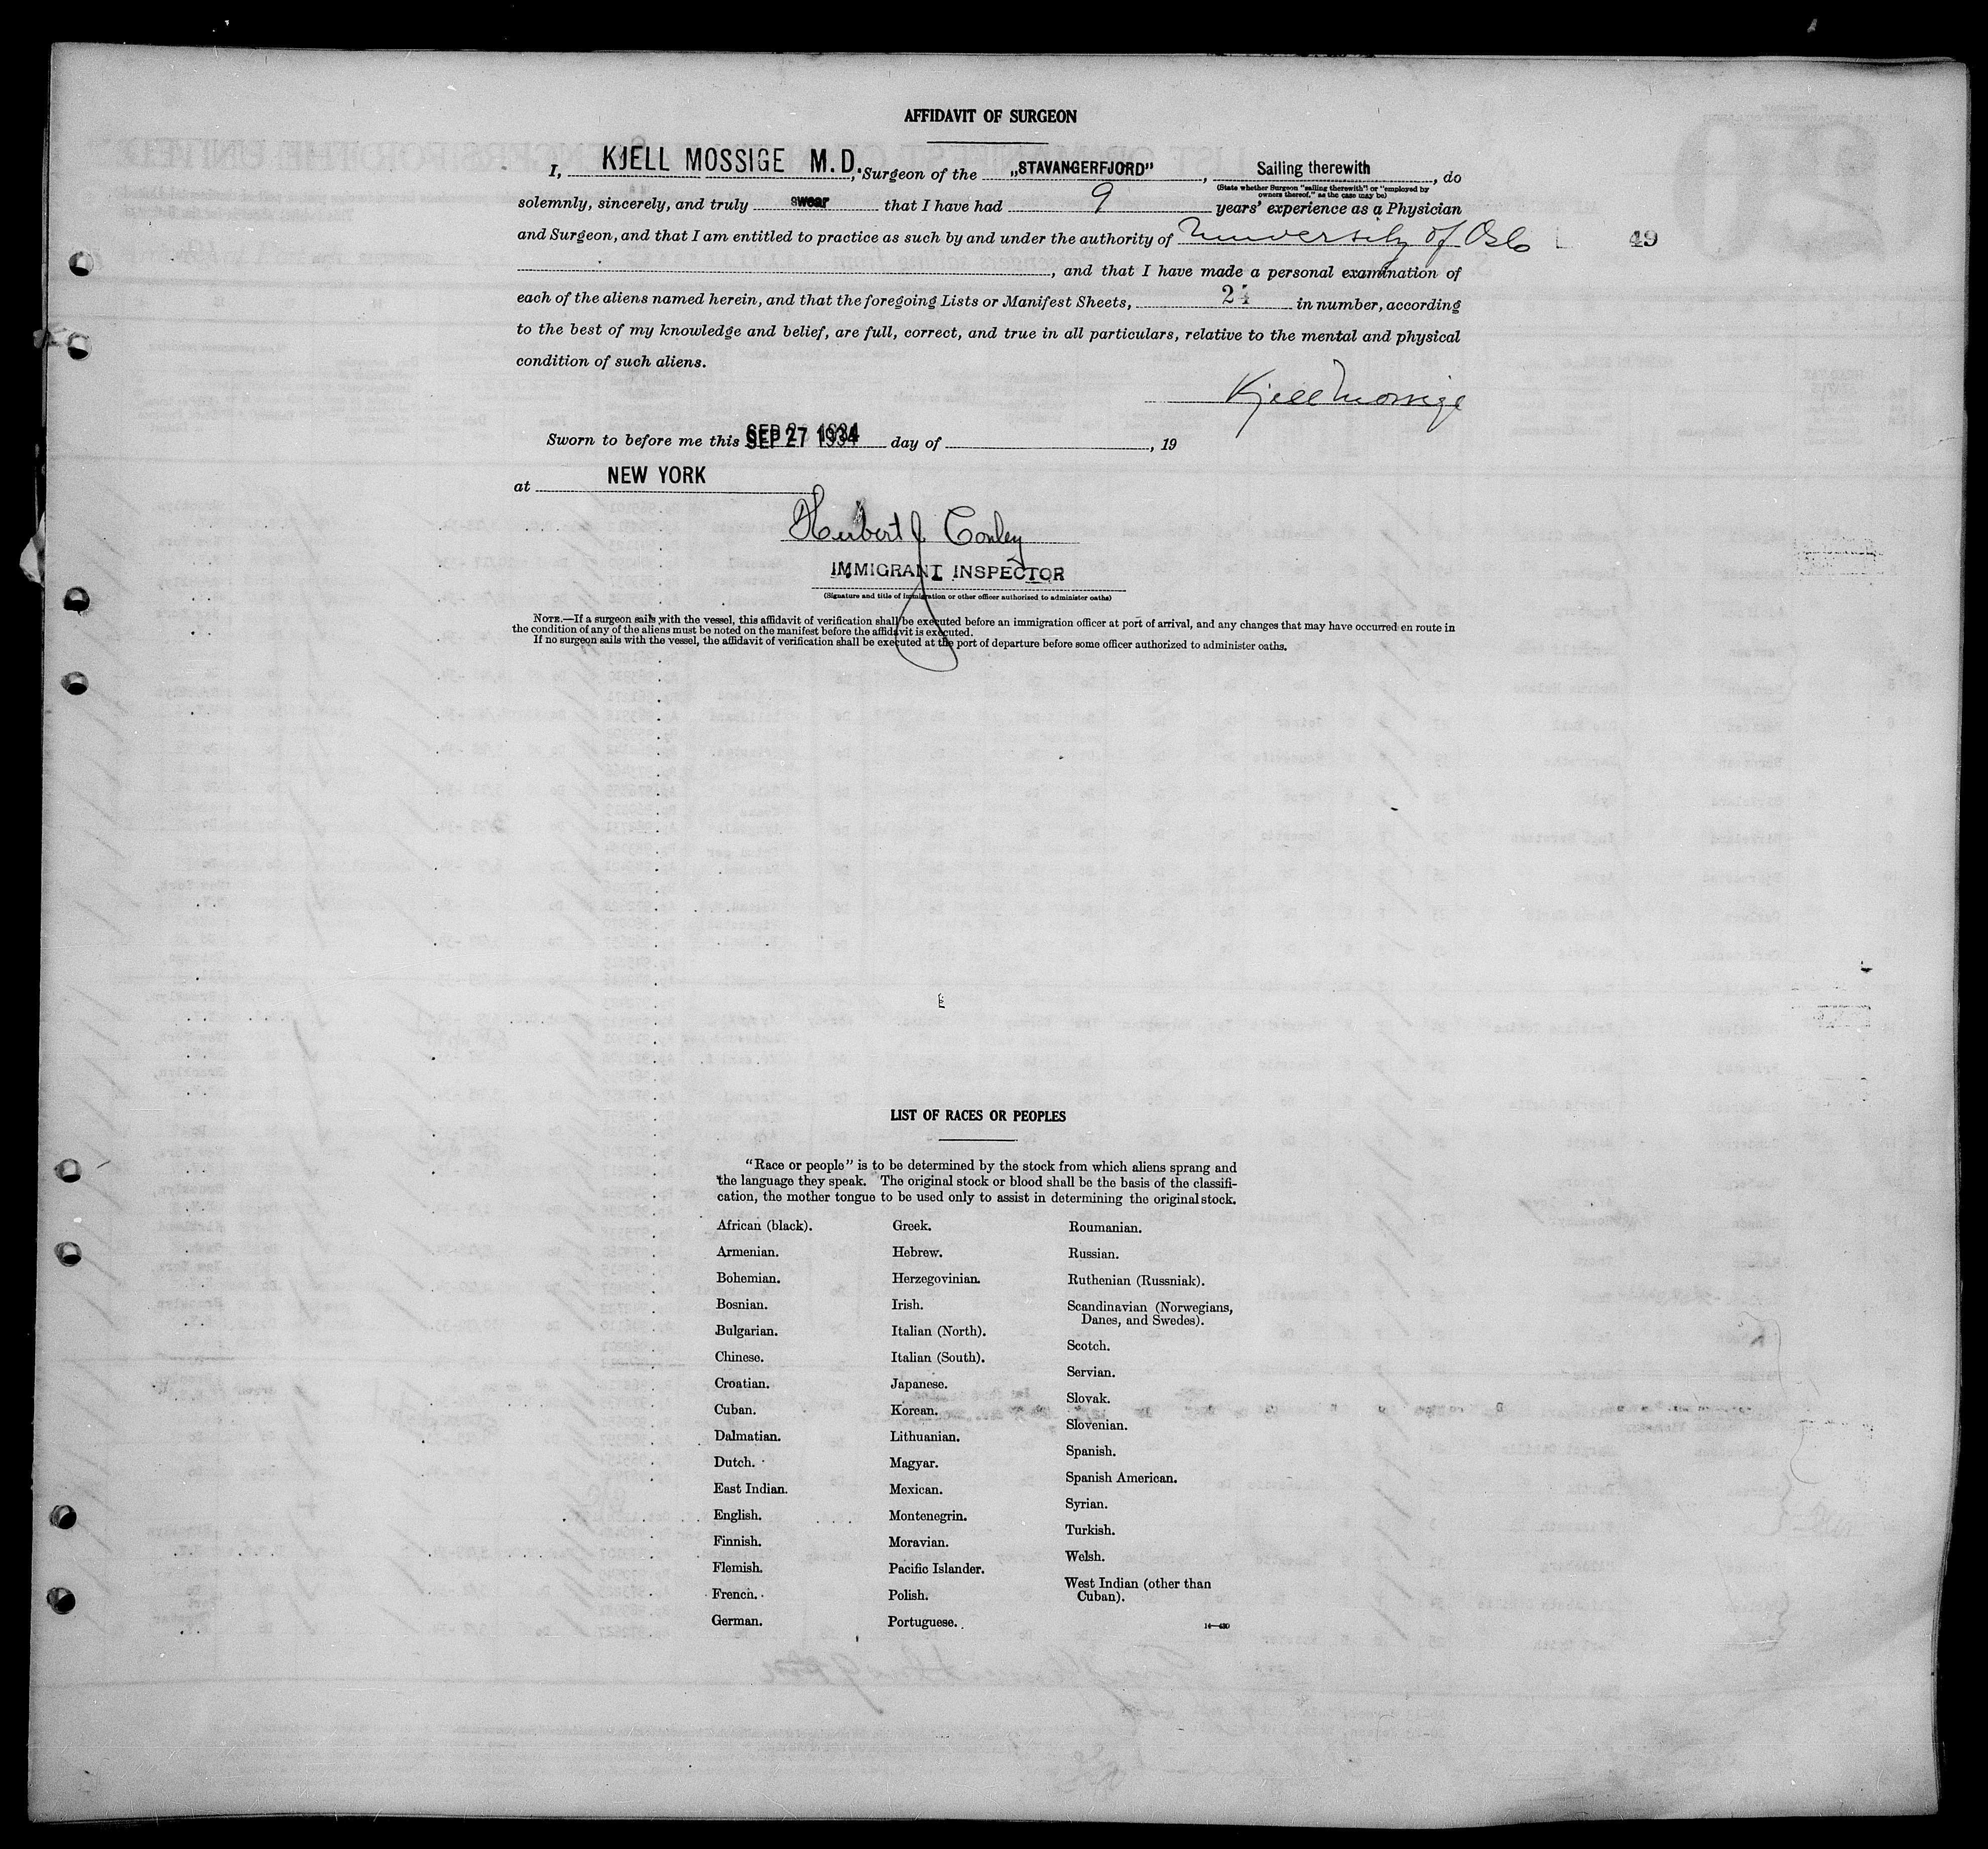 AFFIDAVIT OF SURGEON
I, KJELL MOSSIGE M.D., Surgeon of the „STAVANGERFJORD", Sailing therewith, do
(State whether Surgeon "sailing therewith" or "employed by
owners thereof," as the case may be)
solemnly, sincerely, and truly swear that I have had 9 years' experience as a Physician
and Surgeon, and that I am entitled to practice as such by and under the authority of University of Oslo
49
, and that I have made a personal examination of
each of the aliens named herein, and that the foregoing Lists or Manifest Sheets, 24 in number, according
to the best of my knowledge and belief, are full, correct, and true in all particulars, relative to the mental and physical
condition of such aliens.
Kjell Mossige
Sworn to before me this SEP 27 1934 day of , 19
at NEW YORK
Herbert J Conley
IMMIGRANT INSPECTOR
(Signature and title of immigration or other officer authorized to administer oaths)
NOTE.—If a surgeon sails with the vessel, this affidavit of verification shall be executed before an immigration officer at port of arrival, and any changes that may have occurred en route in
the condition of any of the aliens must be noted on the manifest before the affidavit is executed.
If no surgeon sails with the vessel, the affidavit of verification shall be executed at the port of departure before some officer authorized to administer oaths.
LIST OF RACES OR PEOPLES
"Race or people" is to be determined by the stock from which aliens sprang and
the language they speak. The original stock or blood shall be the basis of the classifi-
cation, the mother tongue to be used only to assist in determining the original stock.
African (black).
Armenian.
Bohemian.
Bosnian.
Bulgarian.
Chinese.
Croatian.
Cuban.
Dalmatian.
Dutch.
East Indian.
English.
Finnish.
Flemish.
French.
German.
Greek.
Hebrew.
Herzegovinian.
Irish.
Italian (North).
Italian (South).
Japanese.
Korean.
Lithuanian.
Magyar.
Mexican.
Montenegrin.
Moravian.
Pacific Islander.
Polish.
Portuguese.
Roumanian.
Russian.
Ruthenian (Russniak).
Scandinavian (Norwegians,
Danes, and Swedes).
Scotch.
Servian.
Slovak.
Slovenian.
Spanish.
Spanish American.
Syrian.
Turkish.
Welsh.
West Indian (other than
Cuban).